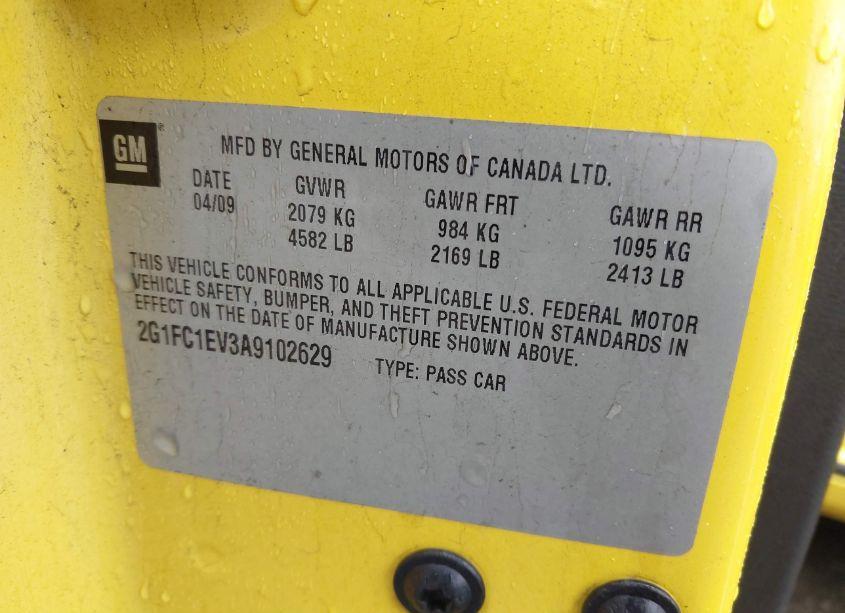 GM
MFD BY GENERAL MOTORS OF CANADA LTD.
DATE GVWR GAWR FRT GAWR RR
04/09 2079 KG 984 KG 1095 KG
4582 LB 2169 LB 2413 LB
THIS VEHICLE CONFORMS TO ALL APPLICABLE U.S. FEDERAL MOTOR
VEHICLE SAFETY, BUMPER, AND THEFT PREVENTION STANDARDS IN
EFFECT ON THE DATE OF MANUFACTURE SHOWN ABOVE.
2G1FC1EV3A9102629 TYPE: PASS CAR